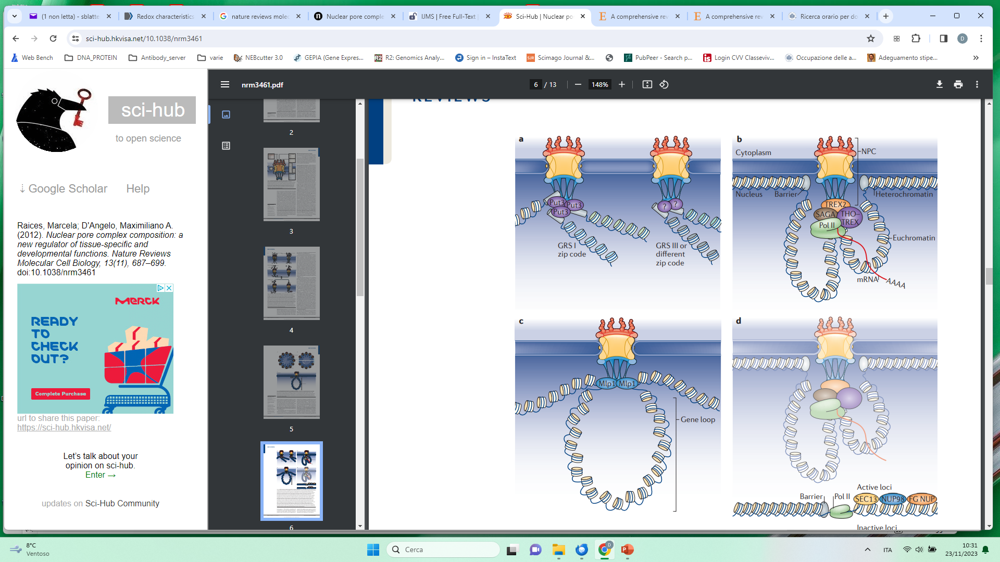 (1 non letta) - sblatte
Redox characteristics
nature reviews molec
Nuclear pore comple
IJMS | Free Full-Text
Sci-Hub | Nuclear po
A comprehensive rev
A comprehensive rev
Ricerca orario per do
sci-hub.hkvisa.net/10.1038/nrm3461
D
Web Bench
DNA_PROTEIN
Antibody_server
varie
NEBcutter 3.0
GEPIA (Gene Expres...
R2: Genomics Analy...
Sign in – InstaText
Scimago Journal &...
PubPeer - Search p...
Login CVV Classeviv...
Occupazione delle a...
Adeguamento stipe...
sci-hub
to open science
⇣ Google Scholar
Help
Raices, Marcela; D'Angelo, Maximiliano A.
(2012). Nuclear pore complex composition: a
new regulator of tissue-specific and
developmental functions. Nature Reviews
Molecular Cell Biology, 13(11), 687–699.
doi:10.1038/nrm3461
MERCK
READY
TO
CHECK
OUT?
Complete Purchase
url to share this paper:
https://sci-hub.hkvisa.net/
Let's talk about your
opinion on sci-hub.
Enter →
updates on Sci-Hub Community
nrm3461.pdf
6 / 13
148%
2
3
4
5
6
REVIEWS
a
Put3
Put3
Put3
?
?
GRS I
zip code
GRS III or
different
zip code
b
Cytoplasm
NPC
Nucleus
Barrier
Heterochromatin
TREX2
SAGA
THO–
TREX
Pol II
Euchromatin
mRNA
AAAA
c
Mlp1
Mlp1
Gene loop
d
Active loci
Barrier
Pol II
SEC13
NUP98
FG NUP
Inactive loci
8°C
Ventoso
Cerca
D
ITA
10:31
23/11/2023